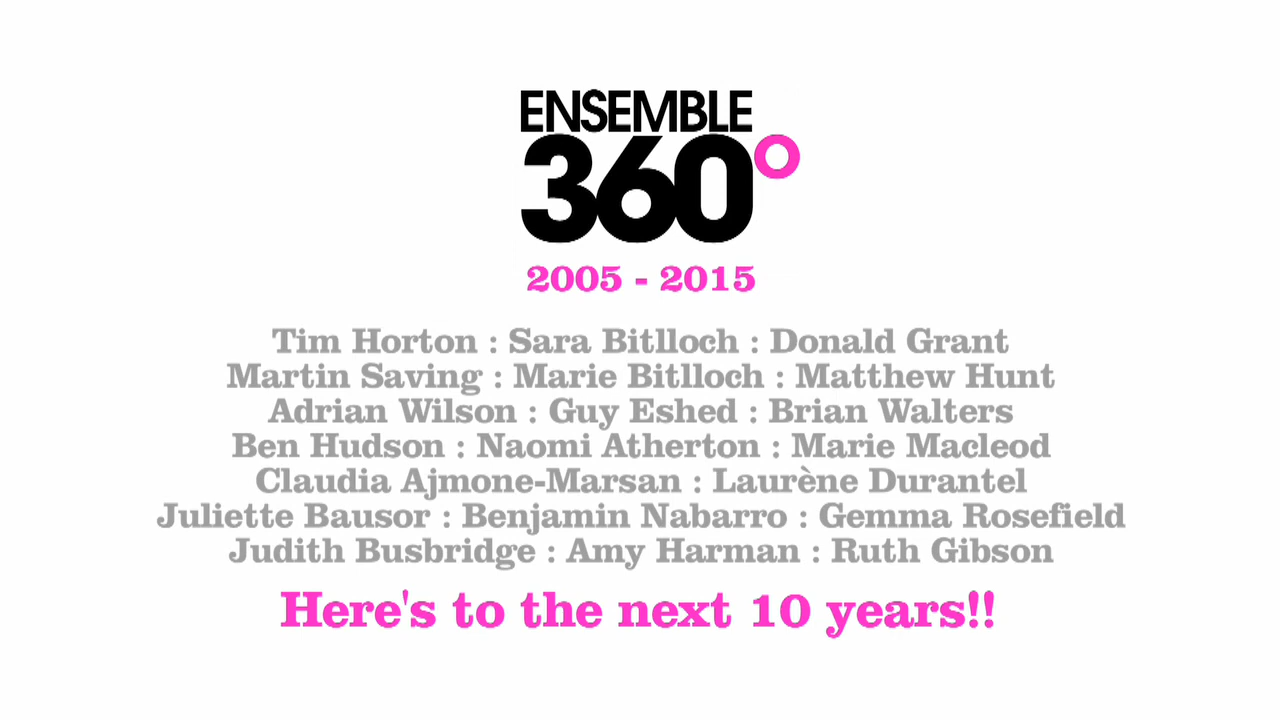 ENSEMBLE
360°
2005 - 2015
Tim Horton : Sara Bitlloch : Donald Grant
Martin Saving : Marie Bitlloch : Matthew Hunt
Adrian Wilson : Guy Eshed : Brian Walters
Ben Hudson : Naomi Atherton : Marie Macleod
Claudia Ajmone-Marsan : Laurène Durantel
Juliette Bausor : Benjamin Nabarro : Gemma Rosefield
Judith Busbridge : Amy Harman : Ruth Gibson
Here's to the next 10 years!!